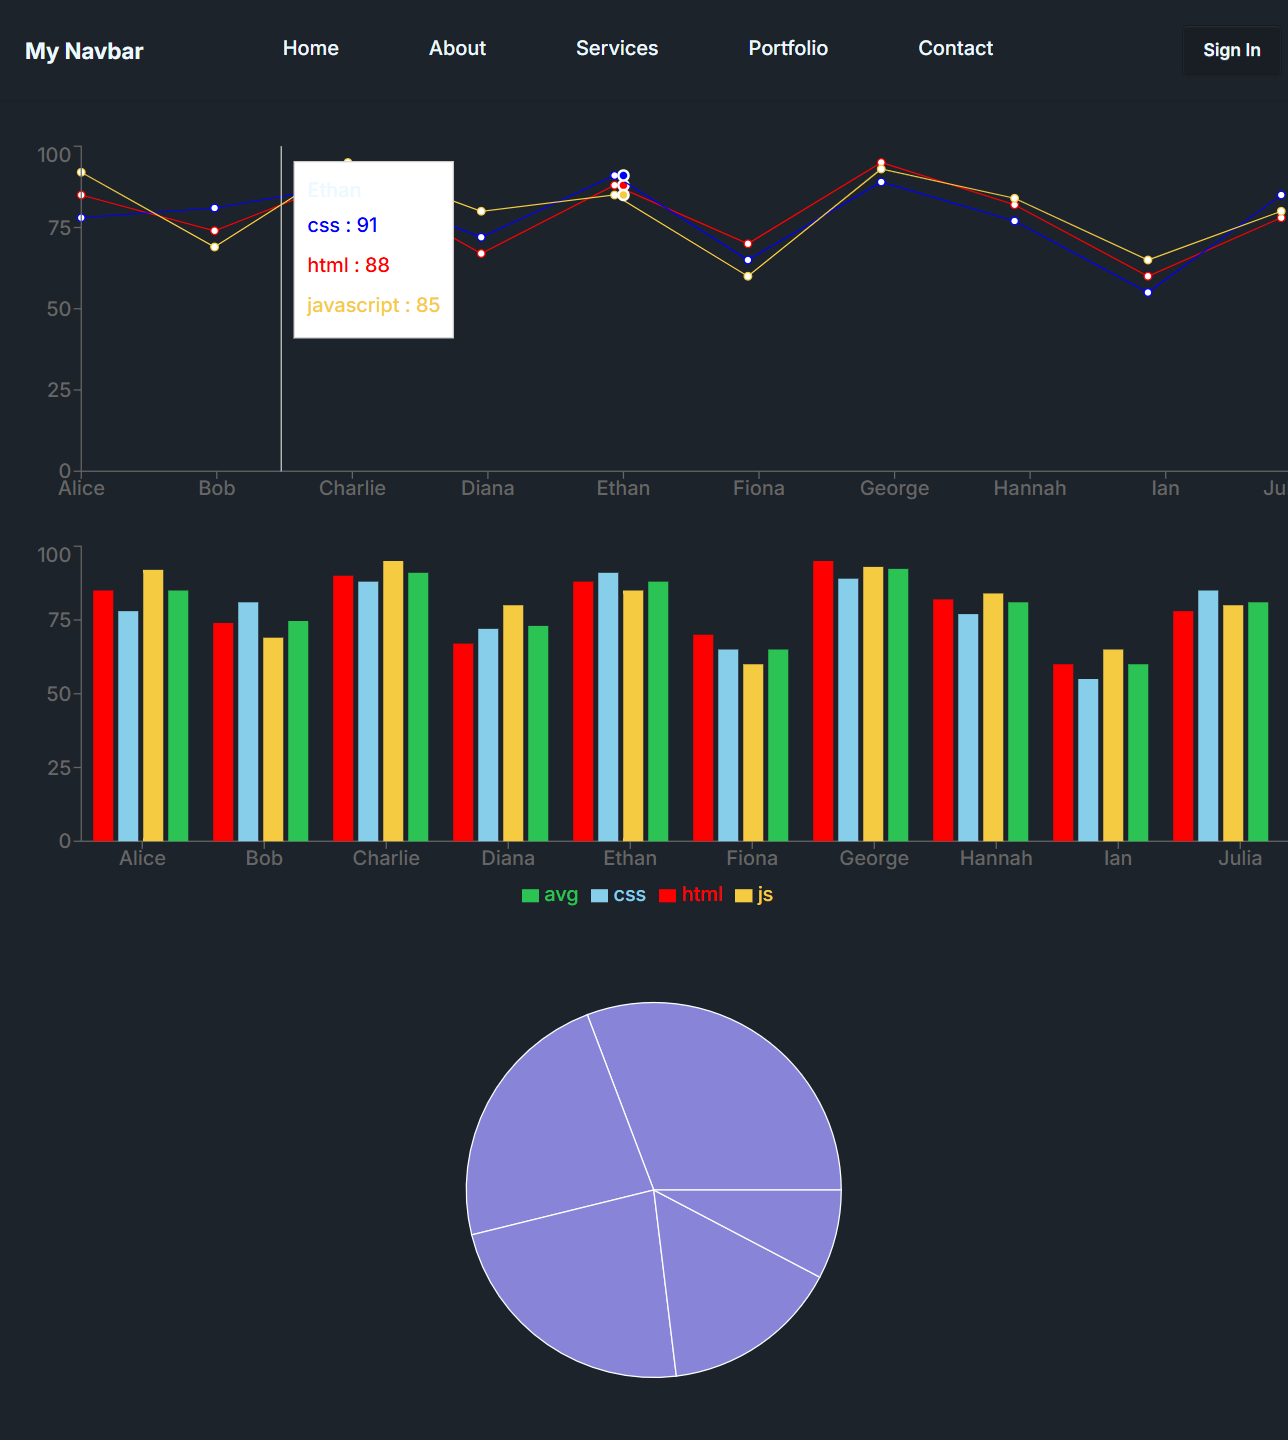 My Navbar Home About Services Portfolio Contact Sign In
100
75
50
25
0
Ethan
css : 91
html : 88
javascript : 85
Alice Bob Charlie Diana Ethan Fiona George Hannah Ian Ju
100
75
50
25
0
Alice Bob Charlie Diana Ethan Fiona George Hannah Ian Julia
avg css html js